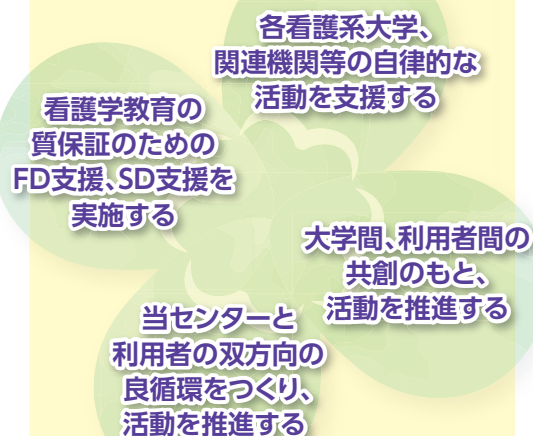 各看護系大学、
関連機関等の自律的な
活動を支援する
看護学教育の
質保証のための
FD支援、SD支援を
実施する
大学間、利用者間の
共創のもと、
活動を推進する
当センターと
利用者の双方向の
良循環をつくり、
活動を推進する